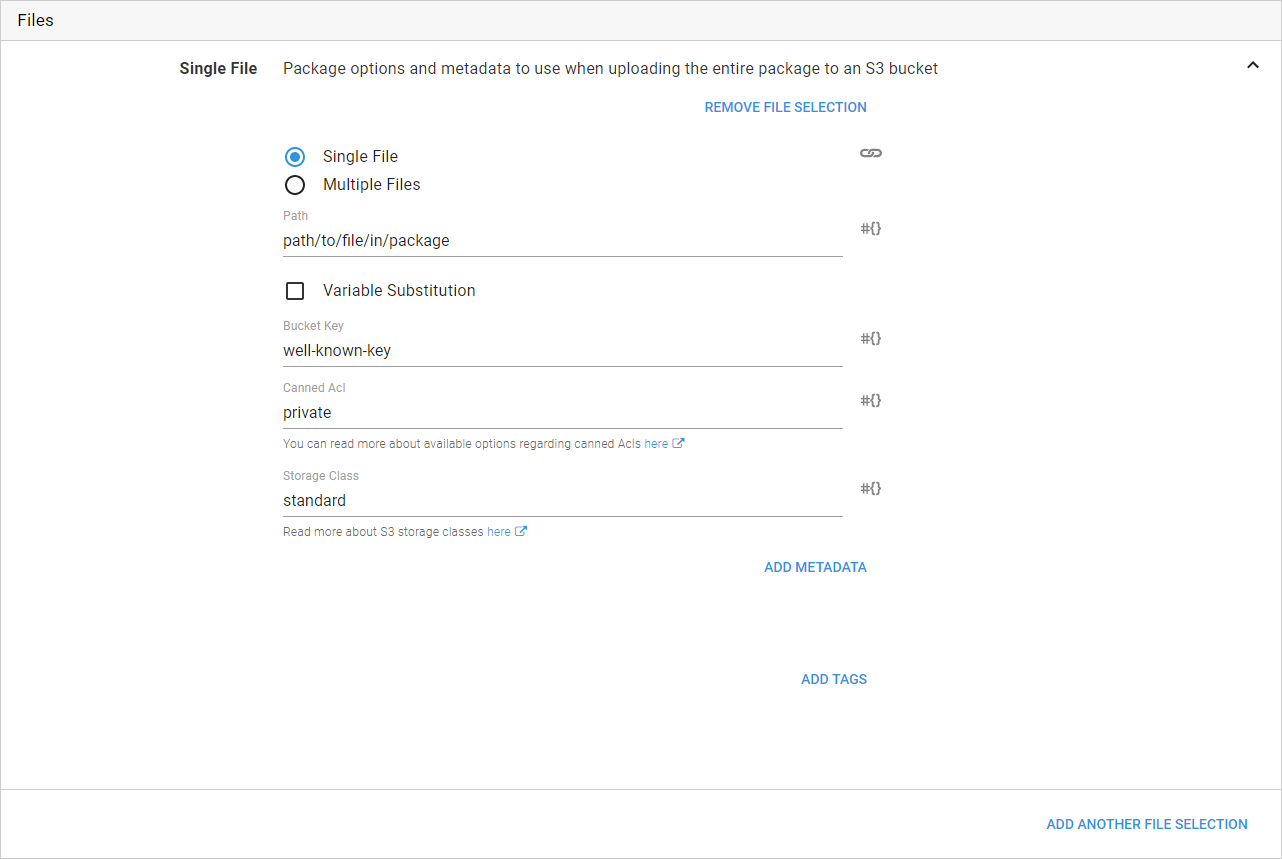 Files
Single File Package options and metadata to use when uploading the entire package to an S3 bucket
REMOVE FILE SELECTION
Single File
Multiple Files
Path
path/to/file/in/package
#{}
Variable Substitution
Bucket Key
well-known-key
#{}
Canned Acl
private
#{}
You can read more about available options regarding canned Acls here
Storage Class
standard
#{}
Read more about S3 storage classes here
ADD METADATA
ADD TAGS
ADD ANOTHER FILE SELECTION